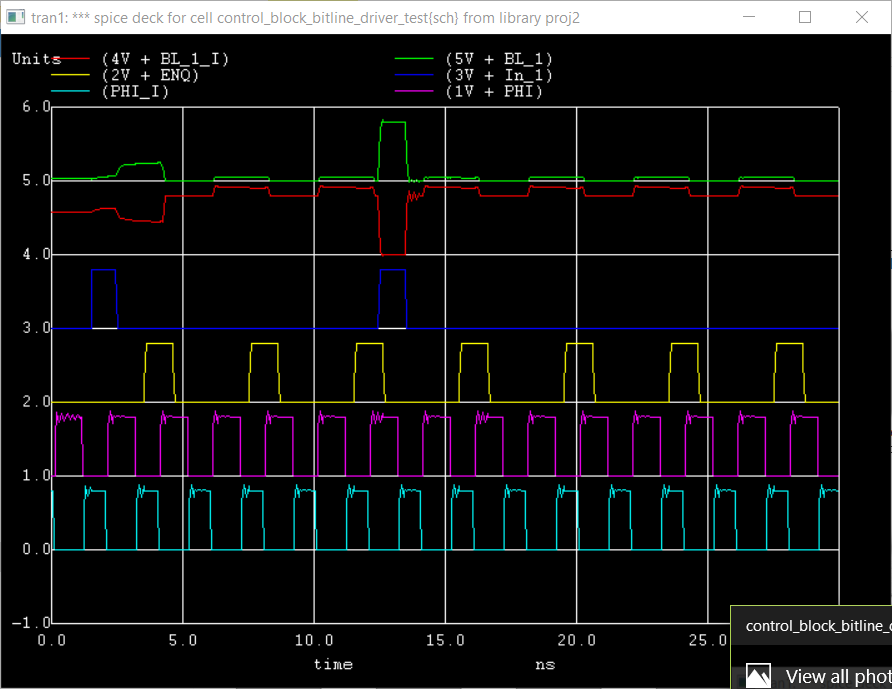 tran1: *** spice deck for cell control_block_bitline_driver_test{sch} from library proj2
Units (4V + BL_1_I) (5V + BL_1)
(2V + ENQ) (3V + In_1)
(PHI_I) (1V + PHI)
6.0
5.0
4.0
3.0
2.0
1.0
0.0
-1.0
0.0 5.0 10.0 15.0 20.0 25.0
time ns
control_block_bitline_
View all phot